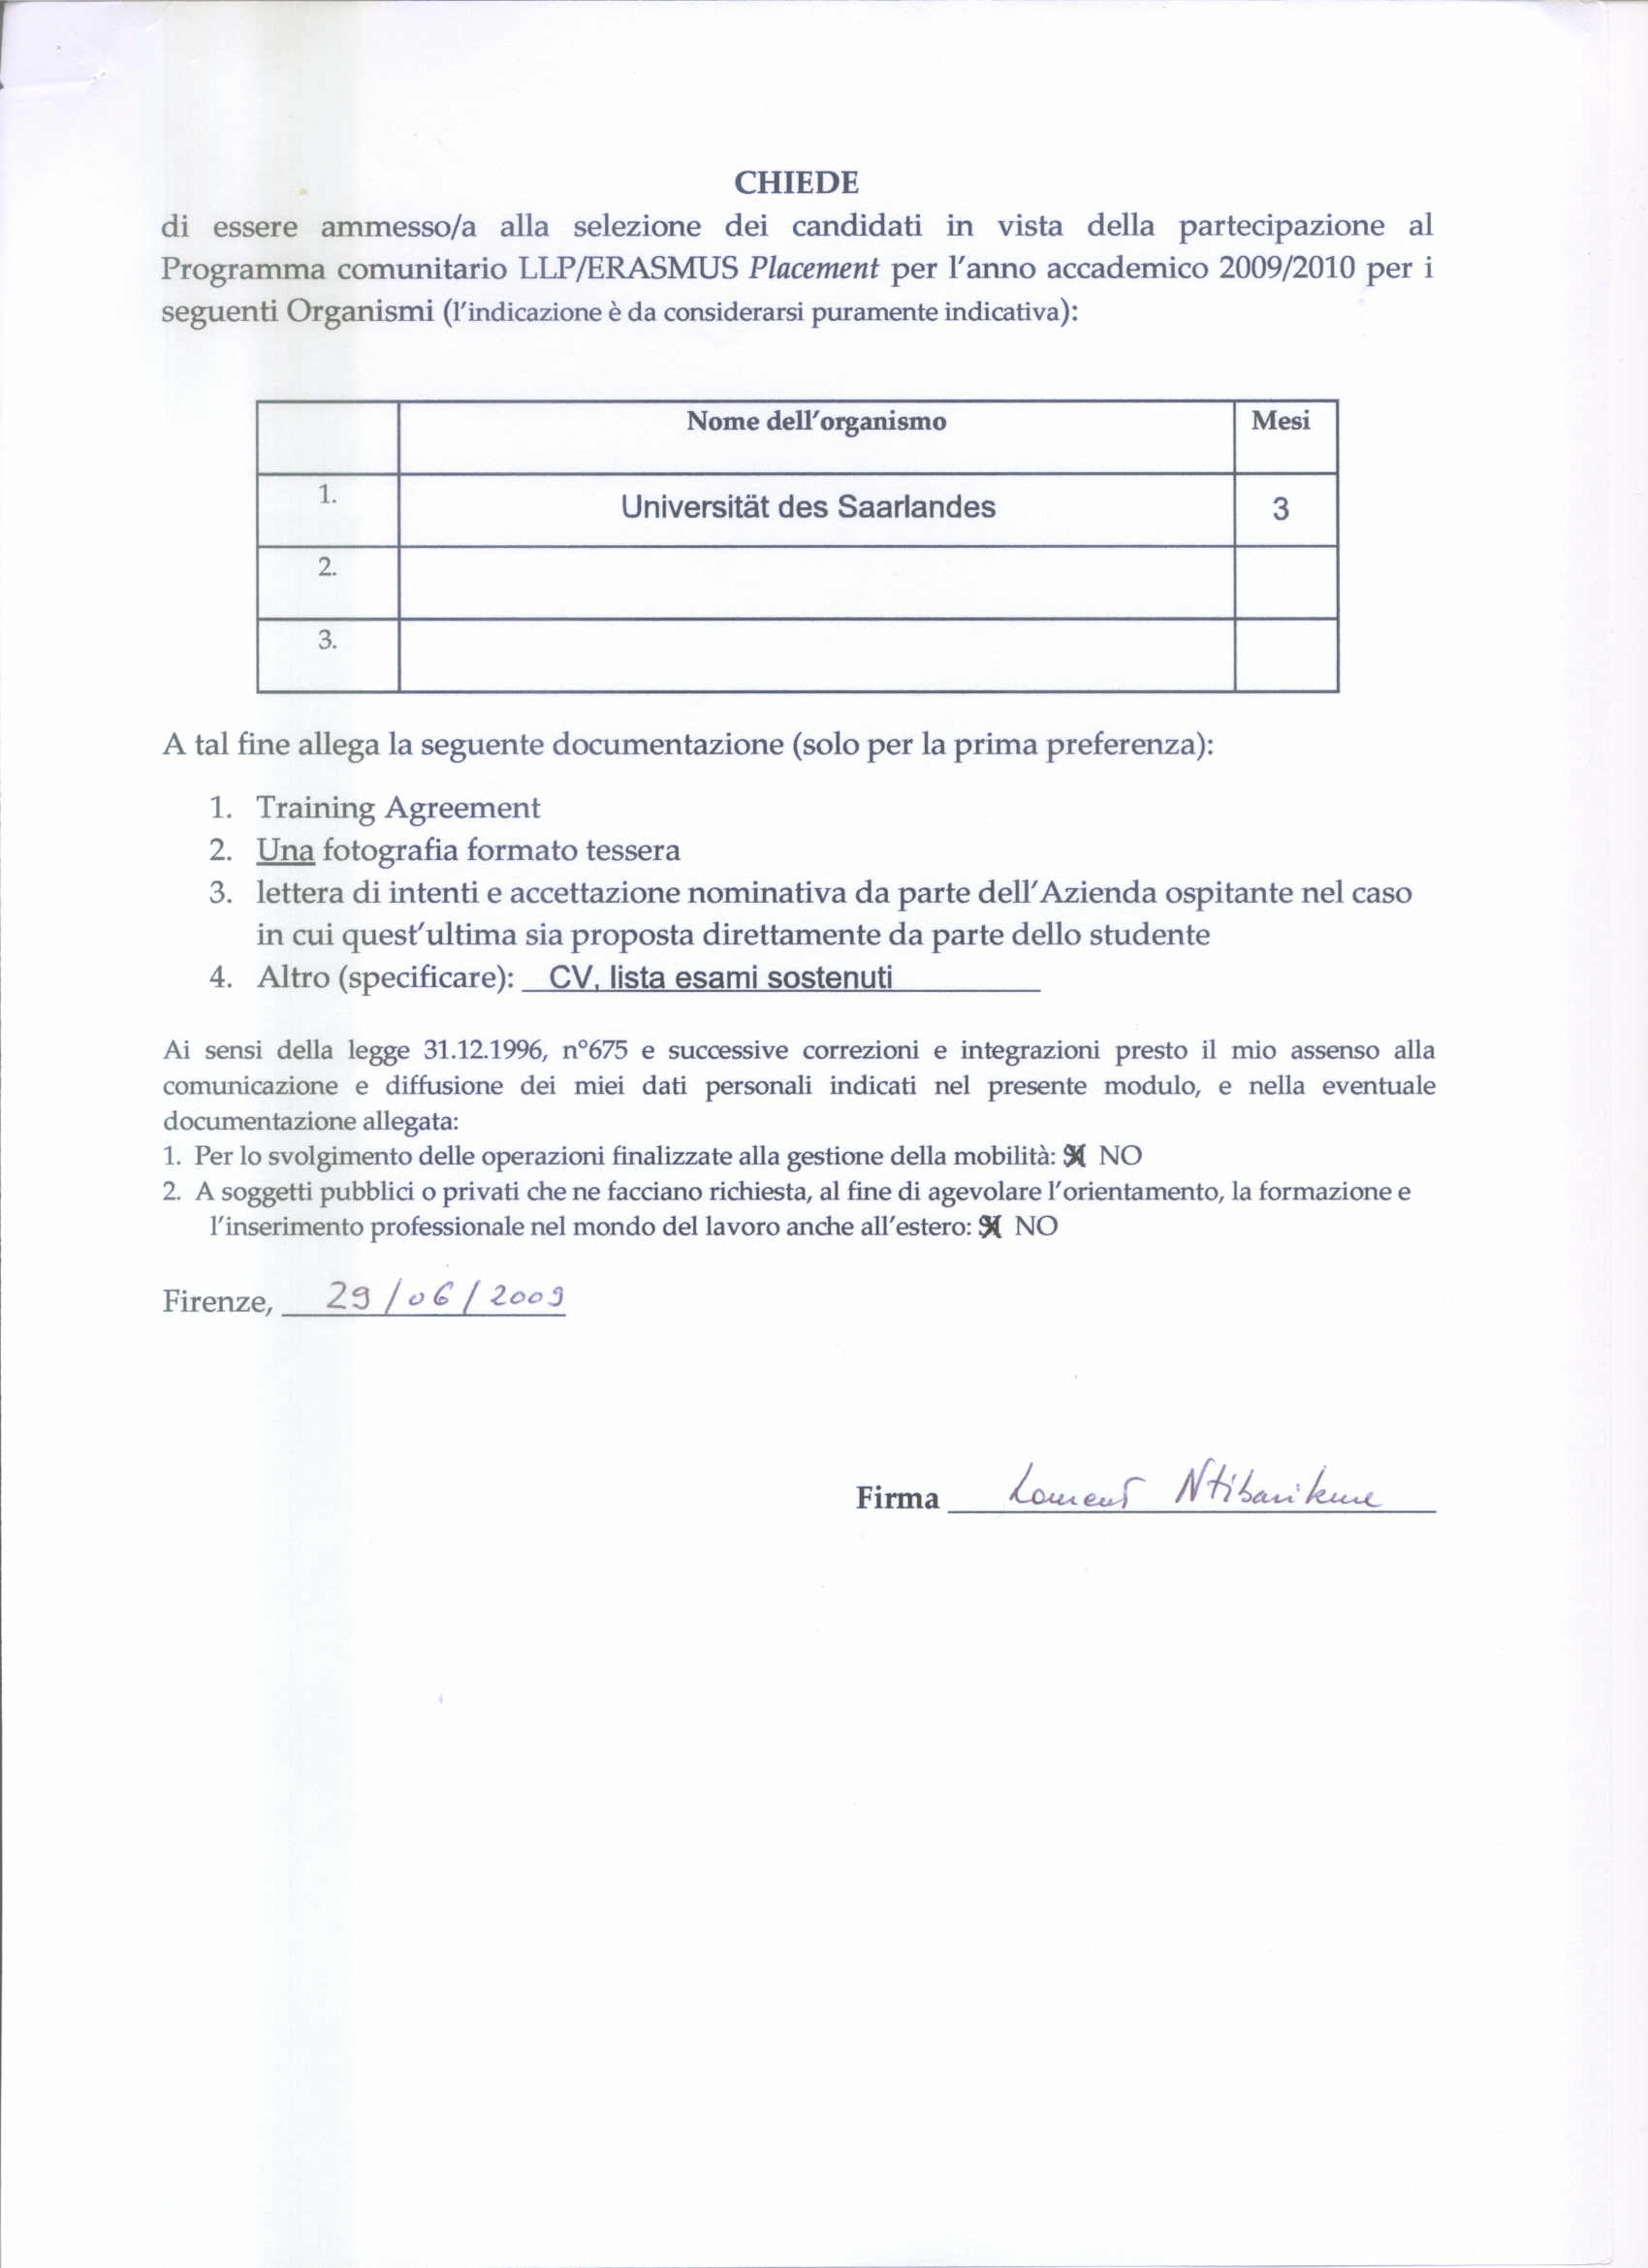 CHIEDE
di essere ammesso/a alla selezione dei candidati in vista della partecipazione al
Programma comunitario LLP/ERASMUS Placement per l'anno accademico 2009/2010 per i
seguenti Organismi (l'indicazione è da considerarsi puramente indicativa):
Nome dell'organismo Mesi
1. Universität des Saarlandes 3
2.
3.
A tal fine allega la seguente documentazione (solo per la prima preferenza):
1. Training Agreement
2. Una fotografia formato tessera
3. lettera di intenti e accettazione nominativa da parte dell'Azienda ospitante nel caso
in cui quest'ultima sia proposta direttamente da parte dello studente
4. Altro (specificare): CV, lista esami sostenuti
Ai sensi della legge 31.12.1996, n°675 e successive correzioni e integrazioni presto il mio assenso alla
comunicazione e diffusione dei miei dati personali indicati nel presente modulo, e nella eventuale
documentazione allegata:
1. Per lo svolgimento delle operazioni finalizzate alla gestione della mobilità: SI NO
2. A soggetti pubblici o privati che ne facciano richiesta, al fine di agevolare l'orientamento, la formazione e
l'inserimento professionale nel mondo del lavoro anche all'estero: SI NO
Firenze, 29/06/2009
Firma